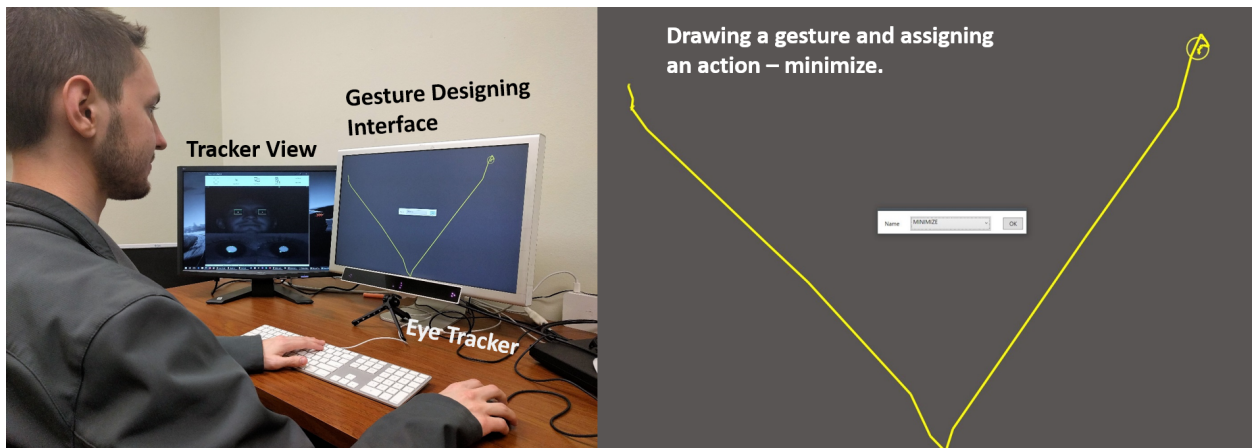 Gesture Designing
Interface
Tracker View
Eye Tracker
Drawing a gesture and assigning
an action – minimize.
Name MINIMIZE OK